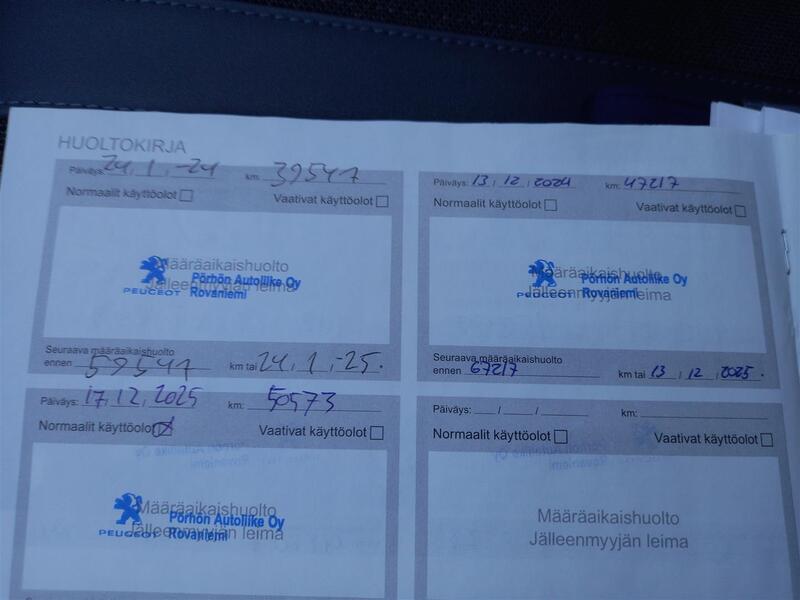 HUOLTOKIRJA
Päiväys: 24.1.-24 km: 39541
Normaalit käyttöolot Vaativat käyttöolot
Määräaikaishuolto
Jälleenmyyjän leima
PEUGEOT
Pörhön Autoliike Oy
Rovaniemi
Seuraava määräaikaishuolto
ennen 59541 km tai 24.1.-25.
Päiväys: 13/12/2024 km: 47217
Normaalit käyttöolot Vaativat käyttöolot
Määräaikaishuolto
Jälleenmyyjän leima
PEUGEOT
Pörhön Autoliike Oy
Rovaniemi
Seuraava määräaikaishuolto
ennen 67217 km tai 13/12/2025.
Päiväys: 17.12.2025 km: 50573
Normaalit käyttöolot Vaativat käyttöolot
Määräaikaishuolto
Jälleenmyyjän leima
PEUGEOT
Pörhön Autoliike Oy
Rovaniemi
Päiväys: / / km:
Normaalit käyttöolot Vaativat käyttöolot
Määräaikaishuolto
Jälleenmyyjän leima